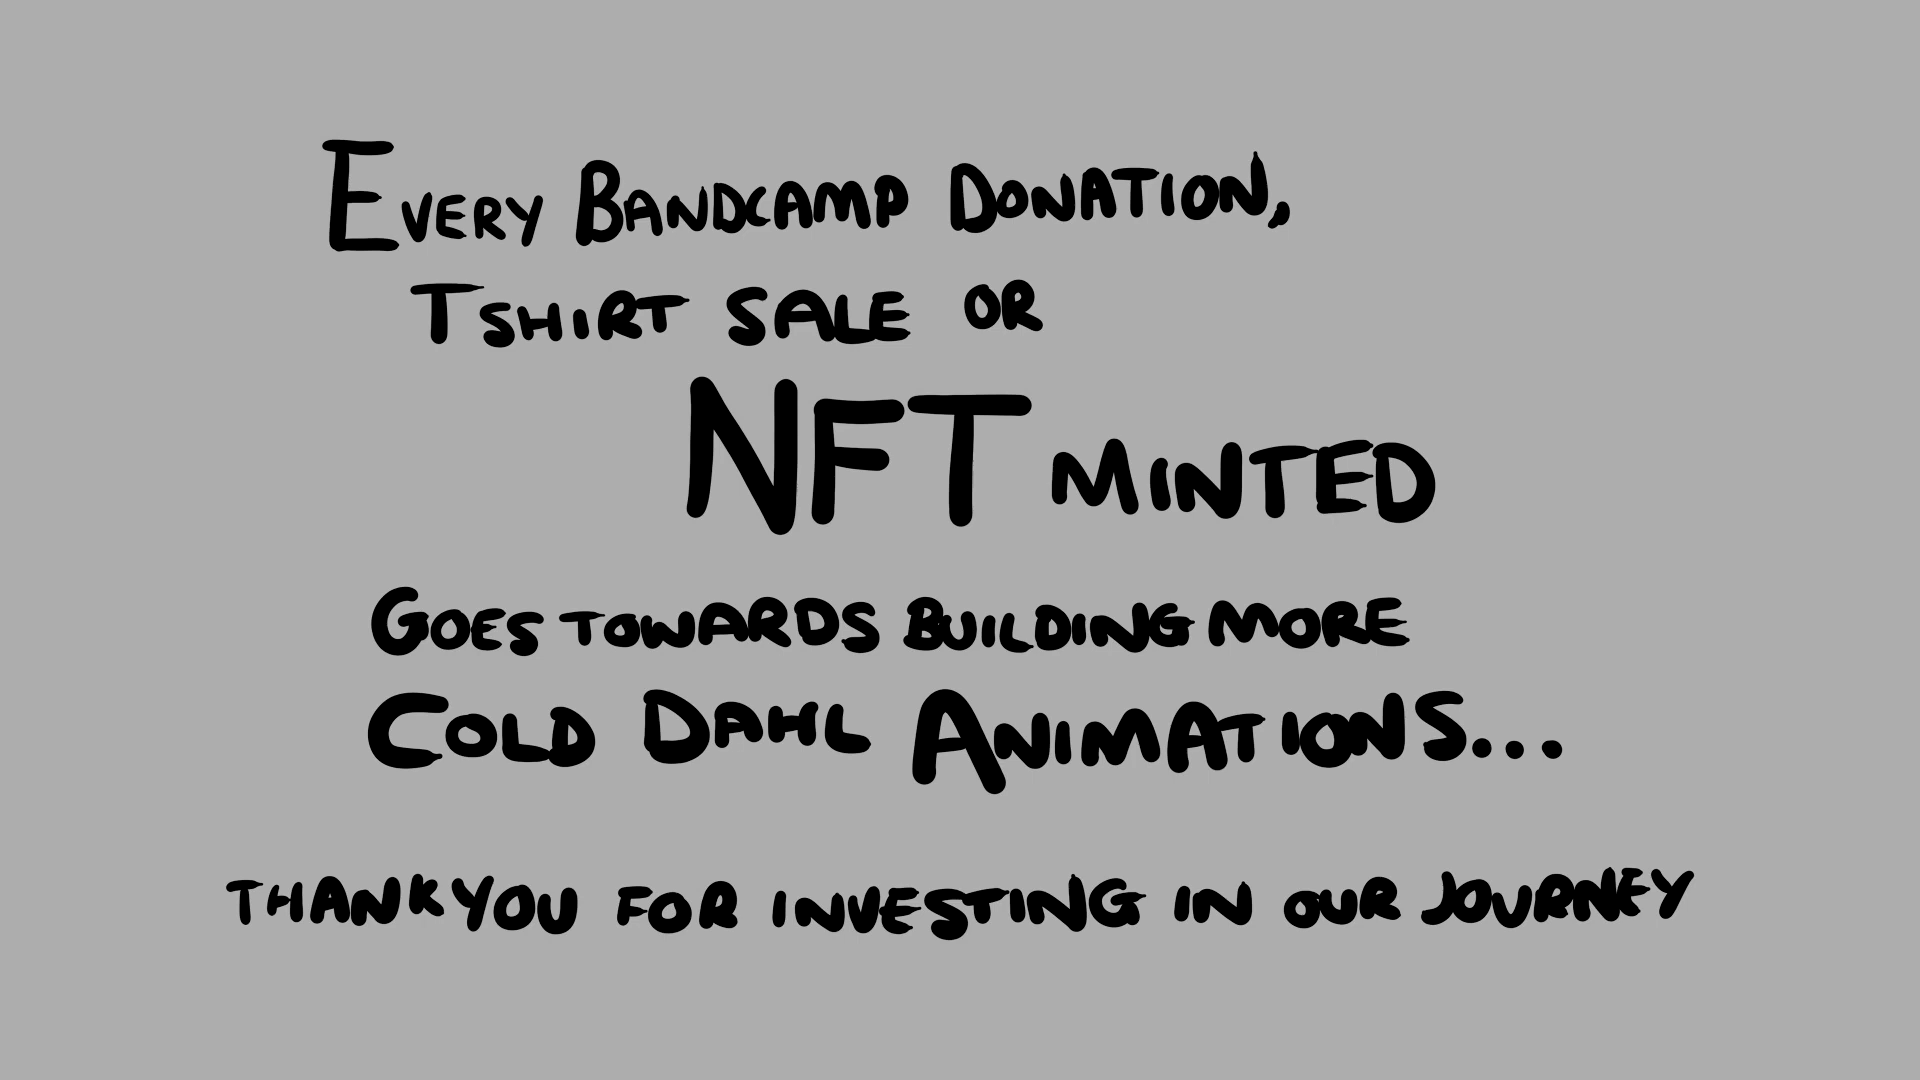 Every Bandcamp Donation,
Tshirt sale or
NFT minted
Goes towards building more
Cold Dahl Animations...
Thankyou for investing in our journey